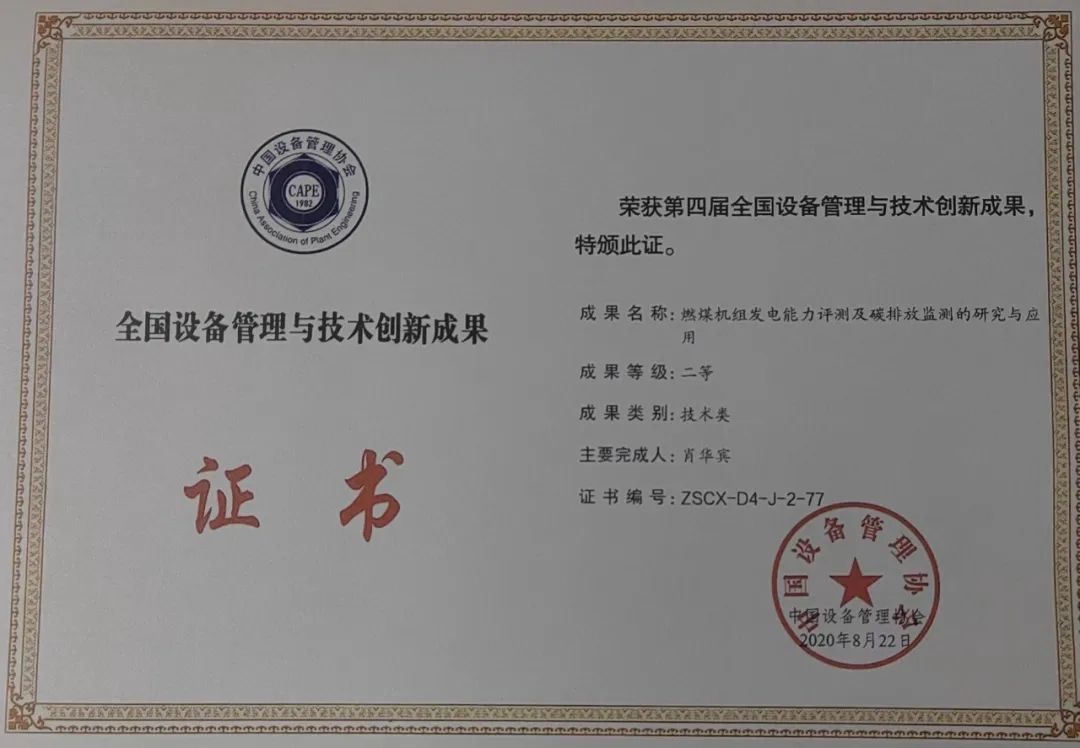 中国设备管理协会
CAPE
1982
China Association of Plant Engineering
全国设备管理与技术创新成果
证 书
荣获第四届全国设备管理与技术创新成果，
特颁此证。
成果名称：燃煤机组发电能力评测及碳排放监测的研究与应
用
成果等级：二等
成果类别：技术类
主要完成人：肖华宾
证书编号：ZSCX-D4-J-2-77
中国设备管理协会
中国设备管理协会
2020年8月22日